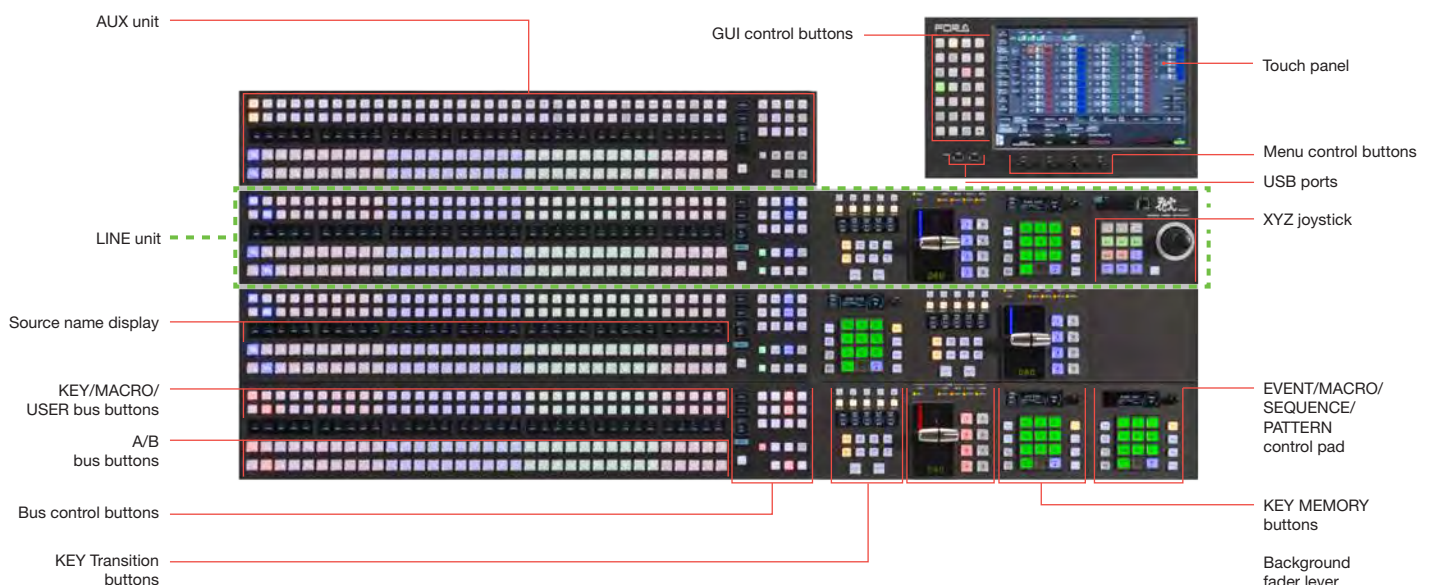 AUX unit
GUI control buttons
FOR.A
Touch panel
Menu control buttons
USB ports
LINE unit
XYZ joystick
Source name display
KEY/MACRO/
USER bus buttons
A/B
bus buttons
EVENT/MACRO/
SEQUENCE/
PATTERN
control pad
Bus control buttons
KEY MEMORY
buttons
KEY Transition
buttons
Background
fader lever